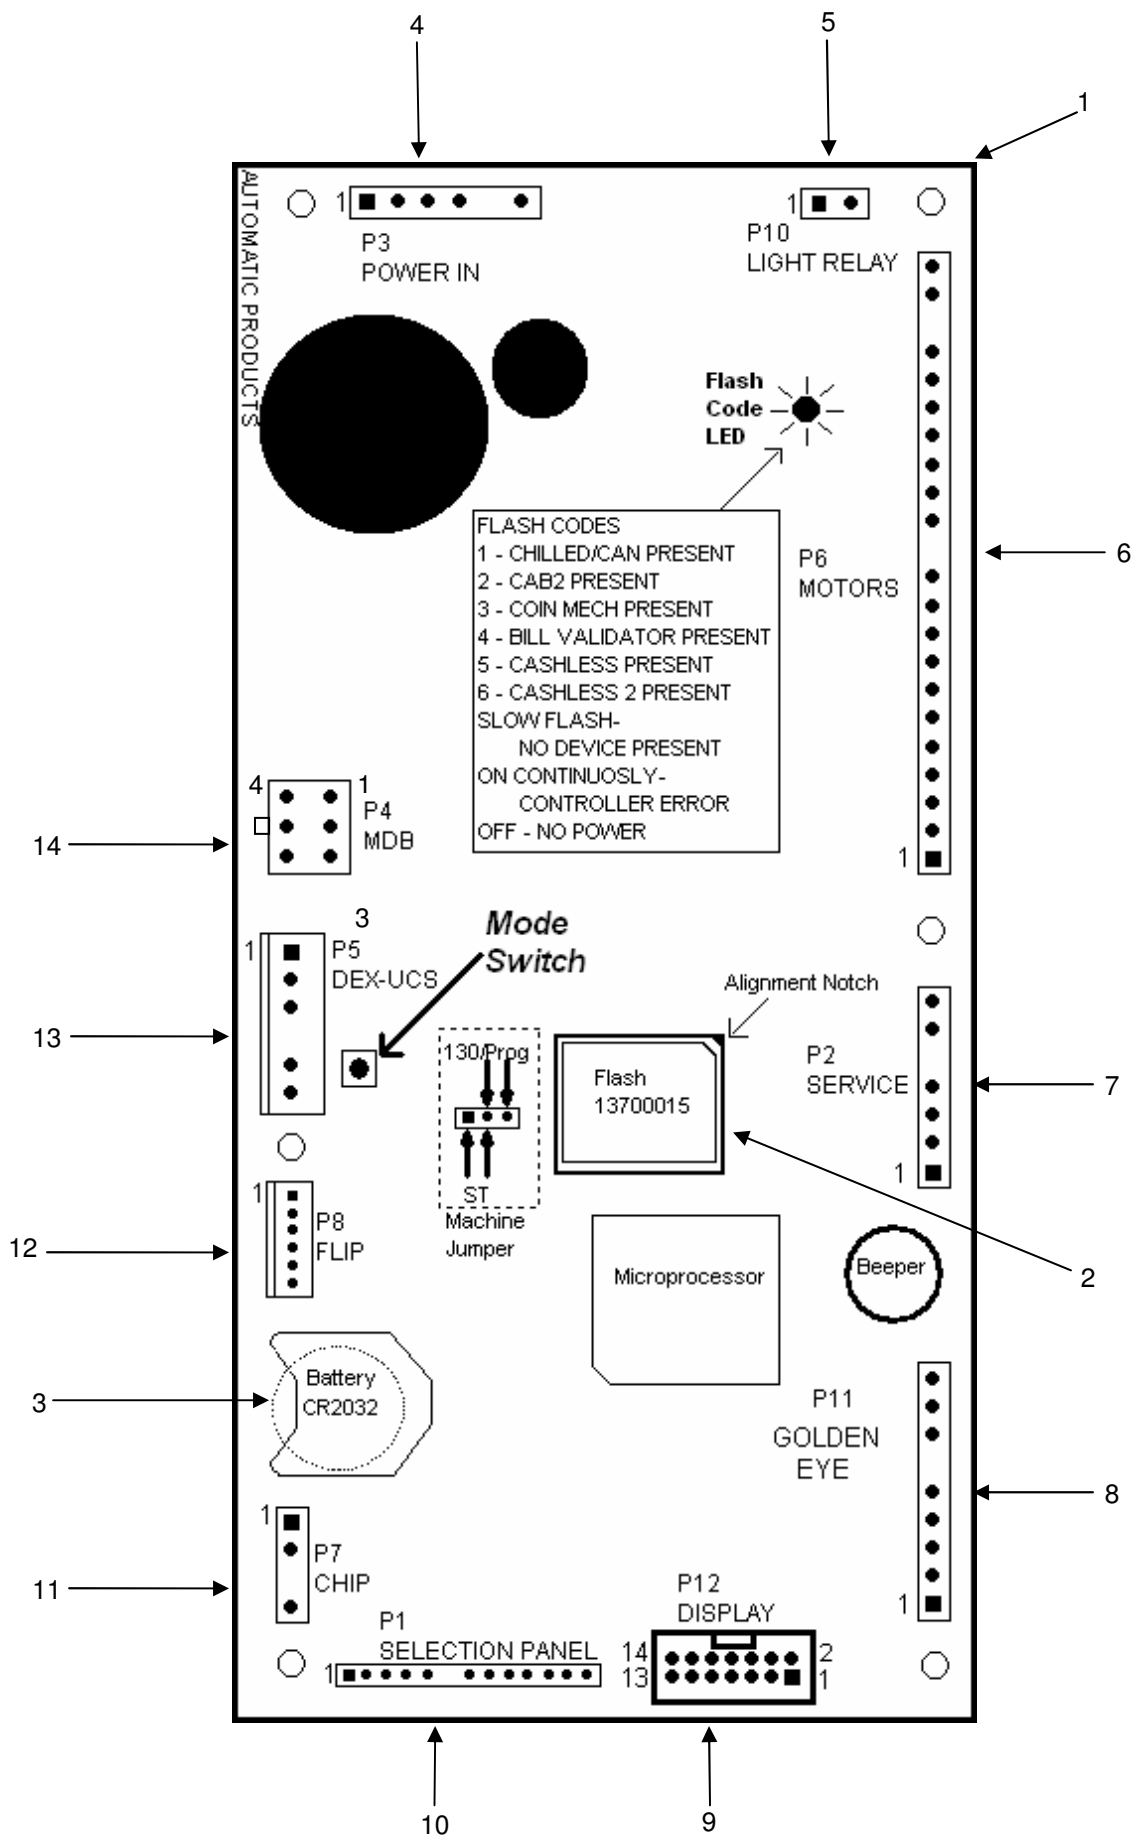 4
5
1
AUTOMATIC PRODUCTS
1
P3
POWER IN
1
P10
LIGHT RELAY
Flash
Code
LED
FLASH CODES
1 - CHILLED/CAN PRESENT
2 - CAB2 PRESENT
3 - COIN MECH PRESENT
4 - BILL VALIDATOR PRESENT
5 - CASHLESS PRESENT
6 - CASHLESS 2 PRESENT
SLOW FLASH-
NO DEVICE PRESENT
ON CONTINUOSLY-
CONTROLLER ERROR
OFF - NO POWER
P6
MOTORS
6
1
4
1
P4
MDB
14
3
1
P5
DEX-UCS
13
Mode
Switch
Alignment Notch
130/Prog
ST
Machine
Jumper
Flash
13700015
P2
SERVICE
1
7
1
P8
FLIP
12
Microprocessor
Beeper
2
Battery
CR2032
3
P11
GOLDEN
EYE
1
8
1
P7
CHIP
11
P1
SELECTION PANEL
1
P12
DISPLAY
14
2
13
1
10
9